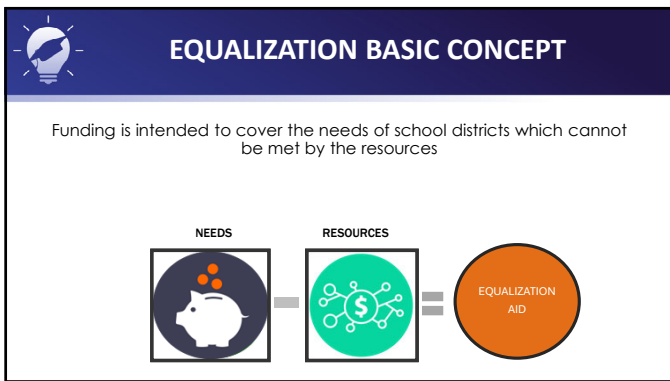 EQUALIZATION BASIC CONCEPT
Funding is intended to cover the needs of school districts which cannot
be met by the resources
NEEDS
RESOURCES
$
EQUALIZATION
AID